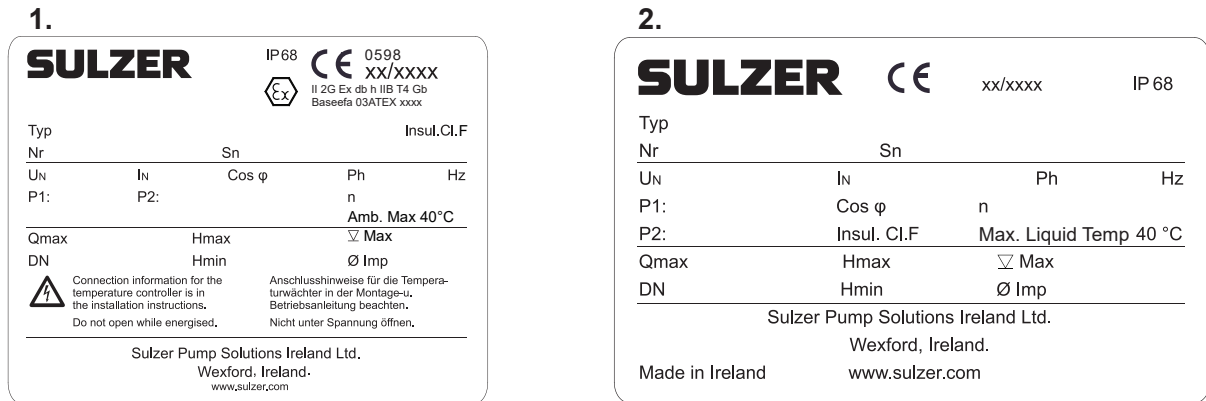 1.
SULZER IP 68 CE 0598
xx/xxxx
Ex II 2G Ex db h IIB T4 Gb
Baseefa 03ATEX xxxx
Typ Insul.Cl.F
Nr Sn
UN IN Cos φ Ph Hz
P1: P2: n
Amb. Max 40°C
Qmax Hmax ▽ Max
DN Hmin Ø Imp
Connection information for the
temperature controller is in
the installation instructions.
Do not open while energised.
Anschlusshinweise für die Tempera-
turwächter in der Montage-u.
Betriebsanleitung beachten.
Nicht unter Spannung öffnen.
Sulzer Pump Solutions Ireland Ltd.
Wexford, Ireland.
www.sulzer.com
2.
SULZER CE xx/xxxx IP 68
Typ
Nr Sn
UN IN Ph Hz
P1: Cos φ n
P2: Insul. Cl.F Max. Liquid Temp 40 °C
Qmax Hmax ▽ Max
DN Hmin Ø Imp
Sulzer Pump Solutions Ireland Ltd.
Wexford, Ireland.
Made in Ireland www.sulzer.com